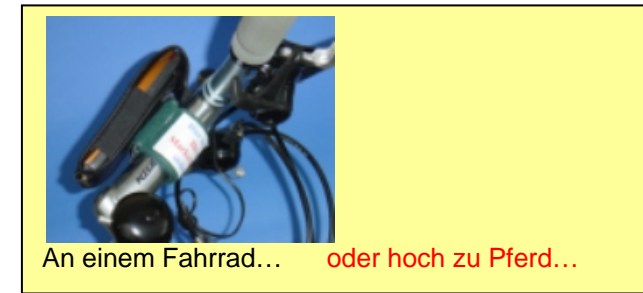 An einem Fahrrad… oder hoch zu Pferd…